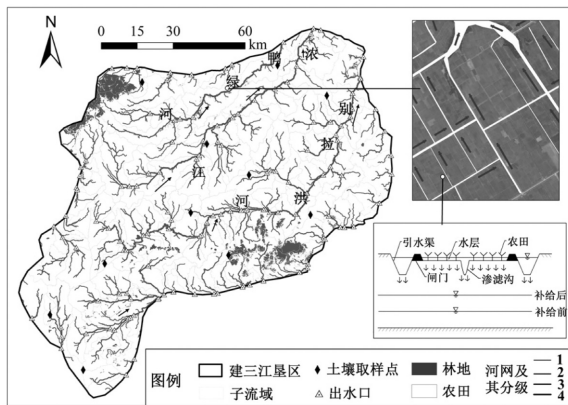 N
0 30 60
km
鸭 浓
绿
河
别
拉
江
河 洪
引水渠 水层 农田
闸门 渗滤沟
补给后
补给前
图例
建三江垦区 土壤取样点 林地 河网及 1
2
子流域 出水口 农田 其分级 3
4